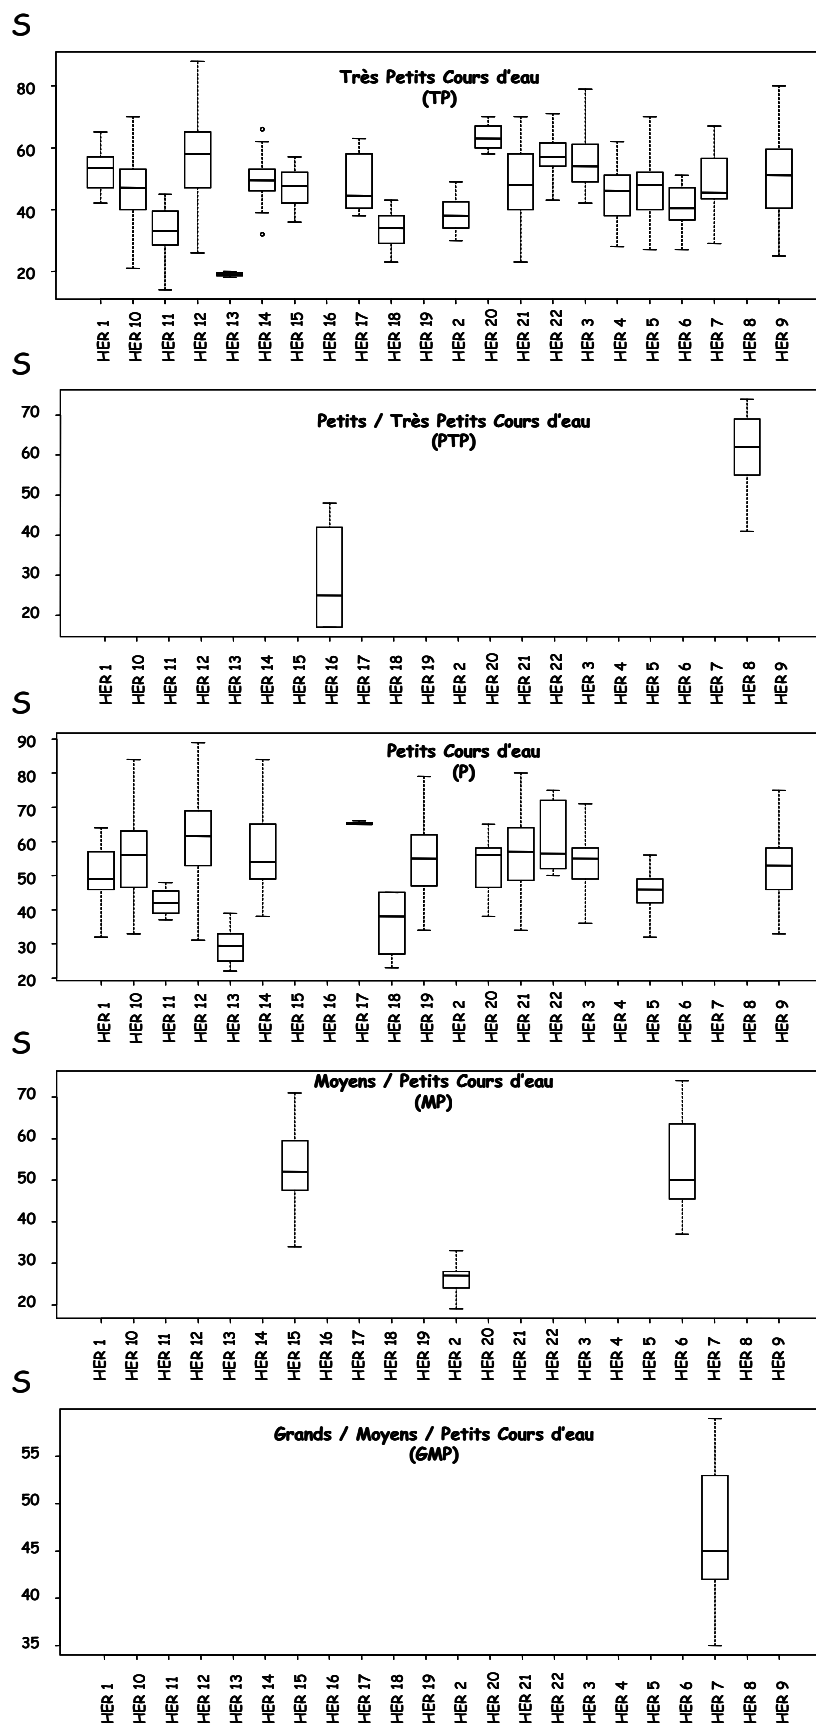 S
Très Petits Cours d'eau
(TP)
80
60
40
20
HER 1 HER 10 HER 11 HER 12 HER 13 HER 14 HER 15 HER 16 HER 17 HER 18 HER 19 HER 2 HER 20 HER 21 HER 22 HER 3 HER 4 HER 5 HER 6 HER 7 HER 8 HER 9
S
Petits / Très Petits Cours d'eau
(PTP)
70
60
50
40
30
20
HER 1 HER 10 HER 11 HER 12 HER 13 HER 14 HER 15 HER 16 HER 17 HER 18 HER 19 HER 2 HER 20 HER 21 HER 22 HER 3 HER 4 HER 5 HER 6 HER 7 HER 8 HER 9
S
Petits Cours d'eau
(P)
90
80
70
60
50
40
30
20
HER 1 HER 10 HER 11 HER 12 HER 13 HER 14 HER 15 HER 16 HER 17 HER 18 HER 19 HER 2 HER 20 HER 21 HER 22 HER 3 HER 4 HER 5 HER 6 HER 7 HER 8 HER 9
S
Moyens / Petits Cours d'eau
(MP)
70
60
50
40
30
20
HER 1 HER 10 HER 11 HER 12 HER 13 HER 14 HER 15 HER 16 HER 17 HER 18 HER 19 HER 2 HER 20 HER 21 HER 22 HER 3 HER 4 HER 5 HER 6 HER 7 HER 8 HER 9
S
Grands / Moyens / Petits Cours d'eau
(GMP)
55
50
45
40
35
HER 1 HER 10 HER 11 HER 12 HER 13 HER 14 HER 15 HER 16 HER 17 HER 18 HER 19 HER 2 HER 20 HER 21 HER 22 HER 3 HER 4 HER 5 HER 6 HER 7 HER 8 HER 9